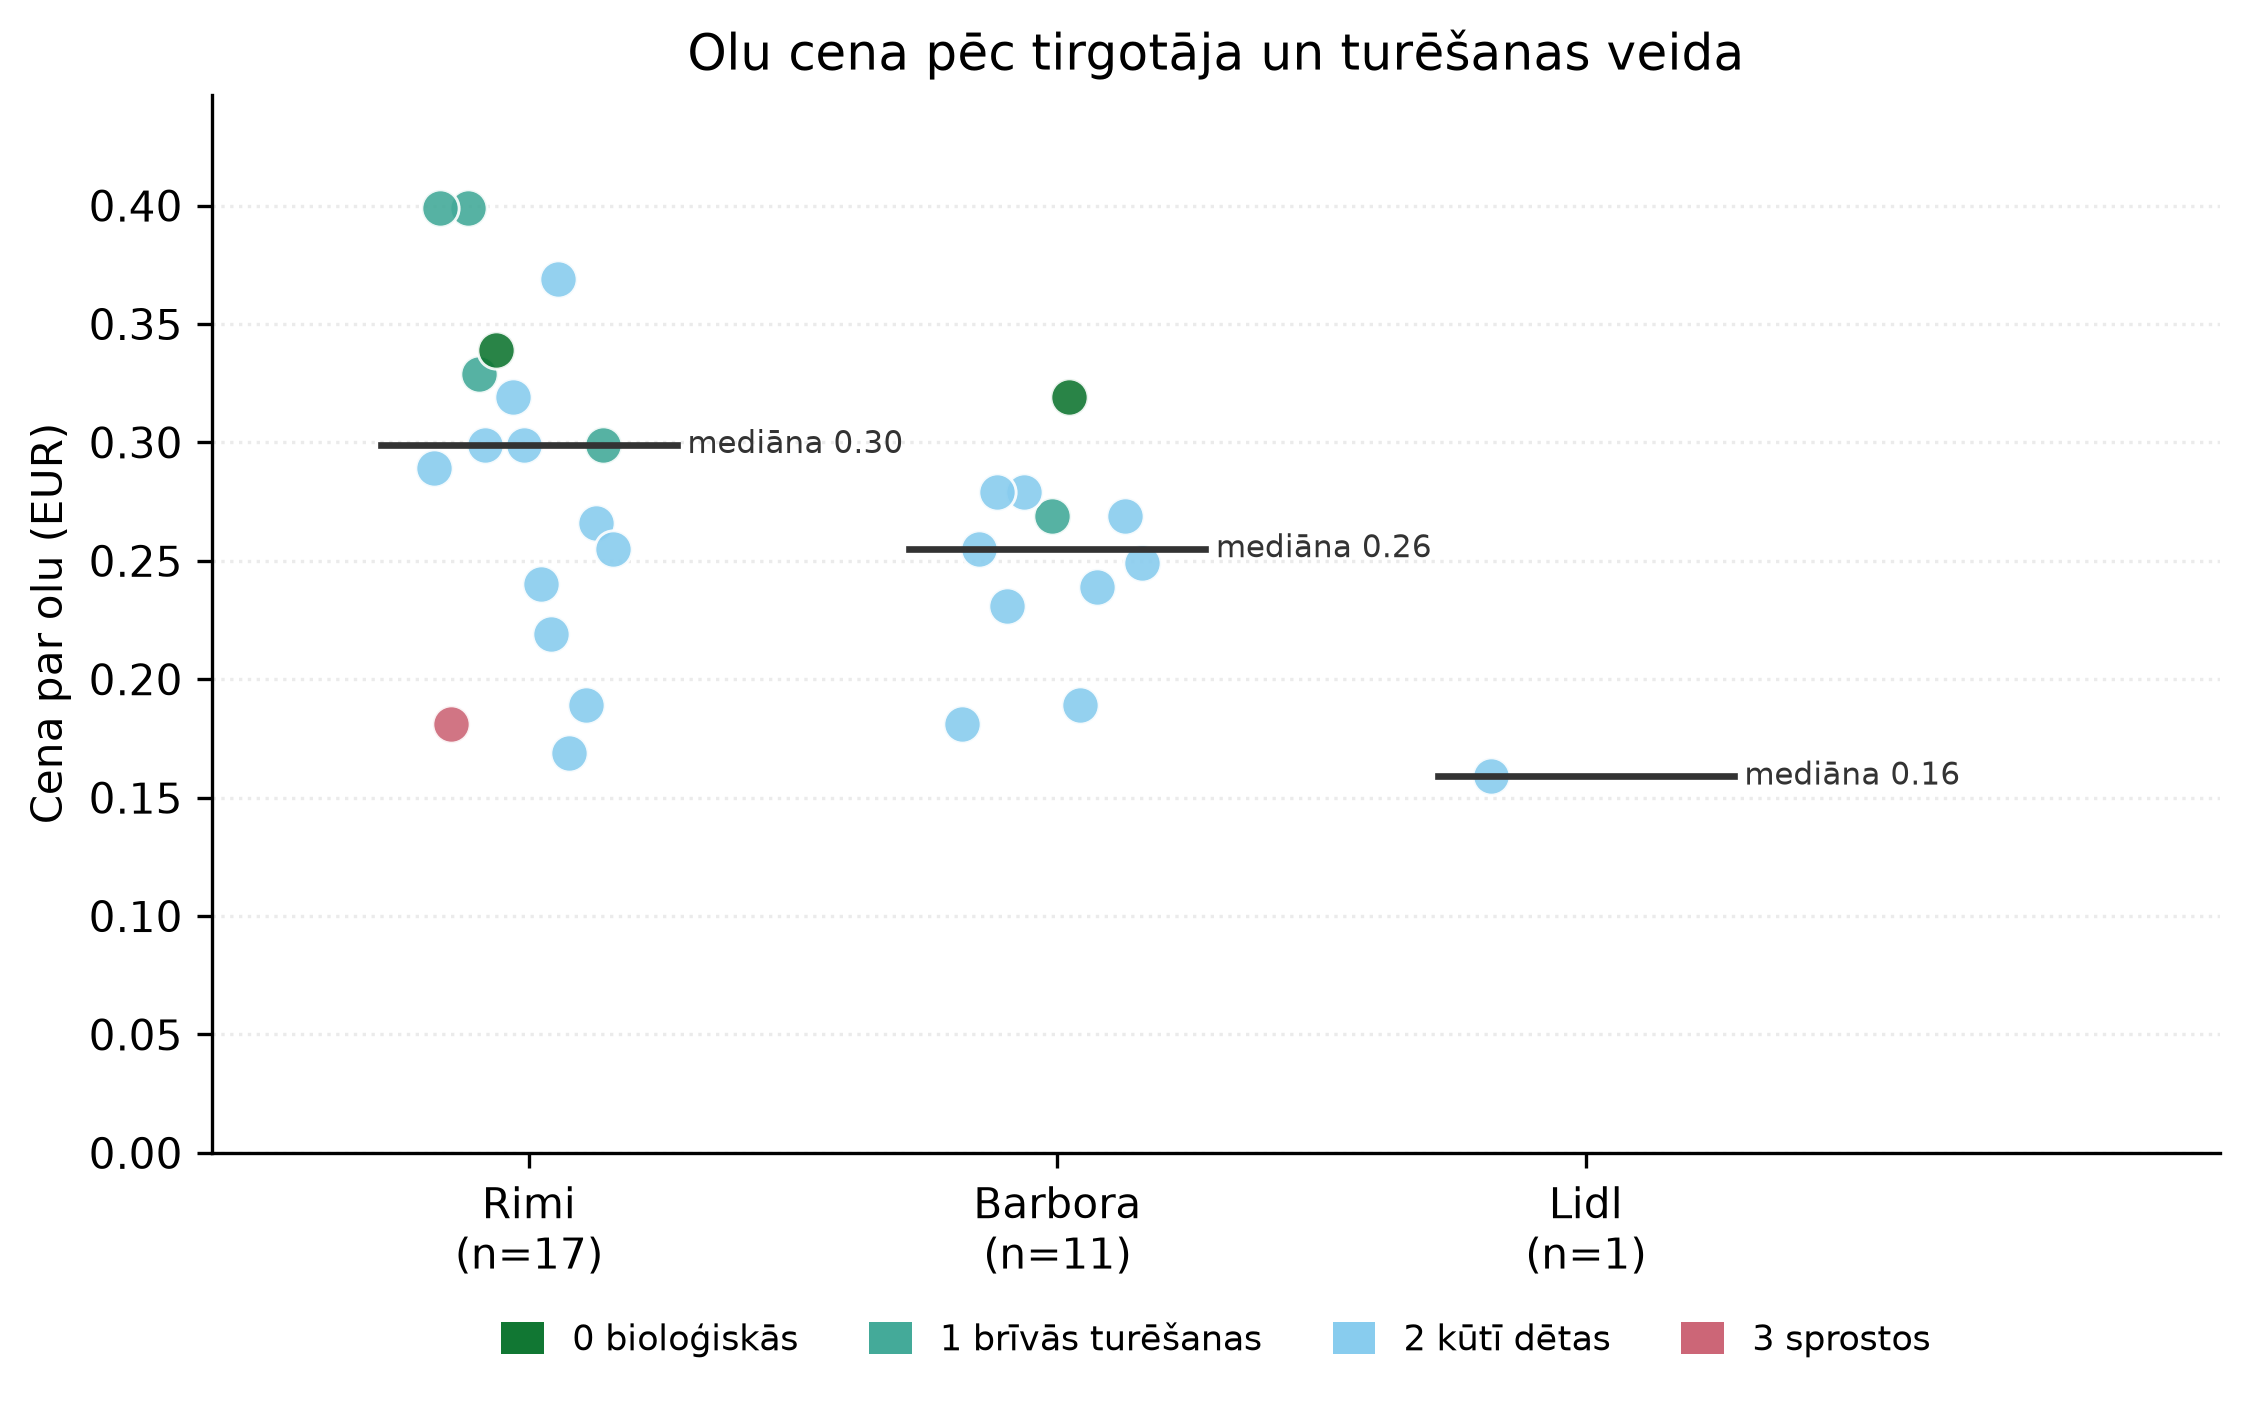 Olu cena pēc tirgotāja un turēšanas veida
Cena par olu (EUR)
0.40
0.35
0.30
0.25
0.20
0.15
0.10
0.05
0.00
mediāna 0.30
mediāna 0.26
mediāna 0.16
Rimi
(n=17)
Barbora
(n=11)
Lidl
(n=1)
0 bioloģiskās
1 brīvās turēšanas
2 kūtī dētas
3 sprostos